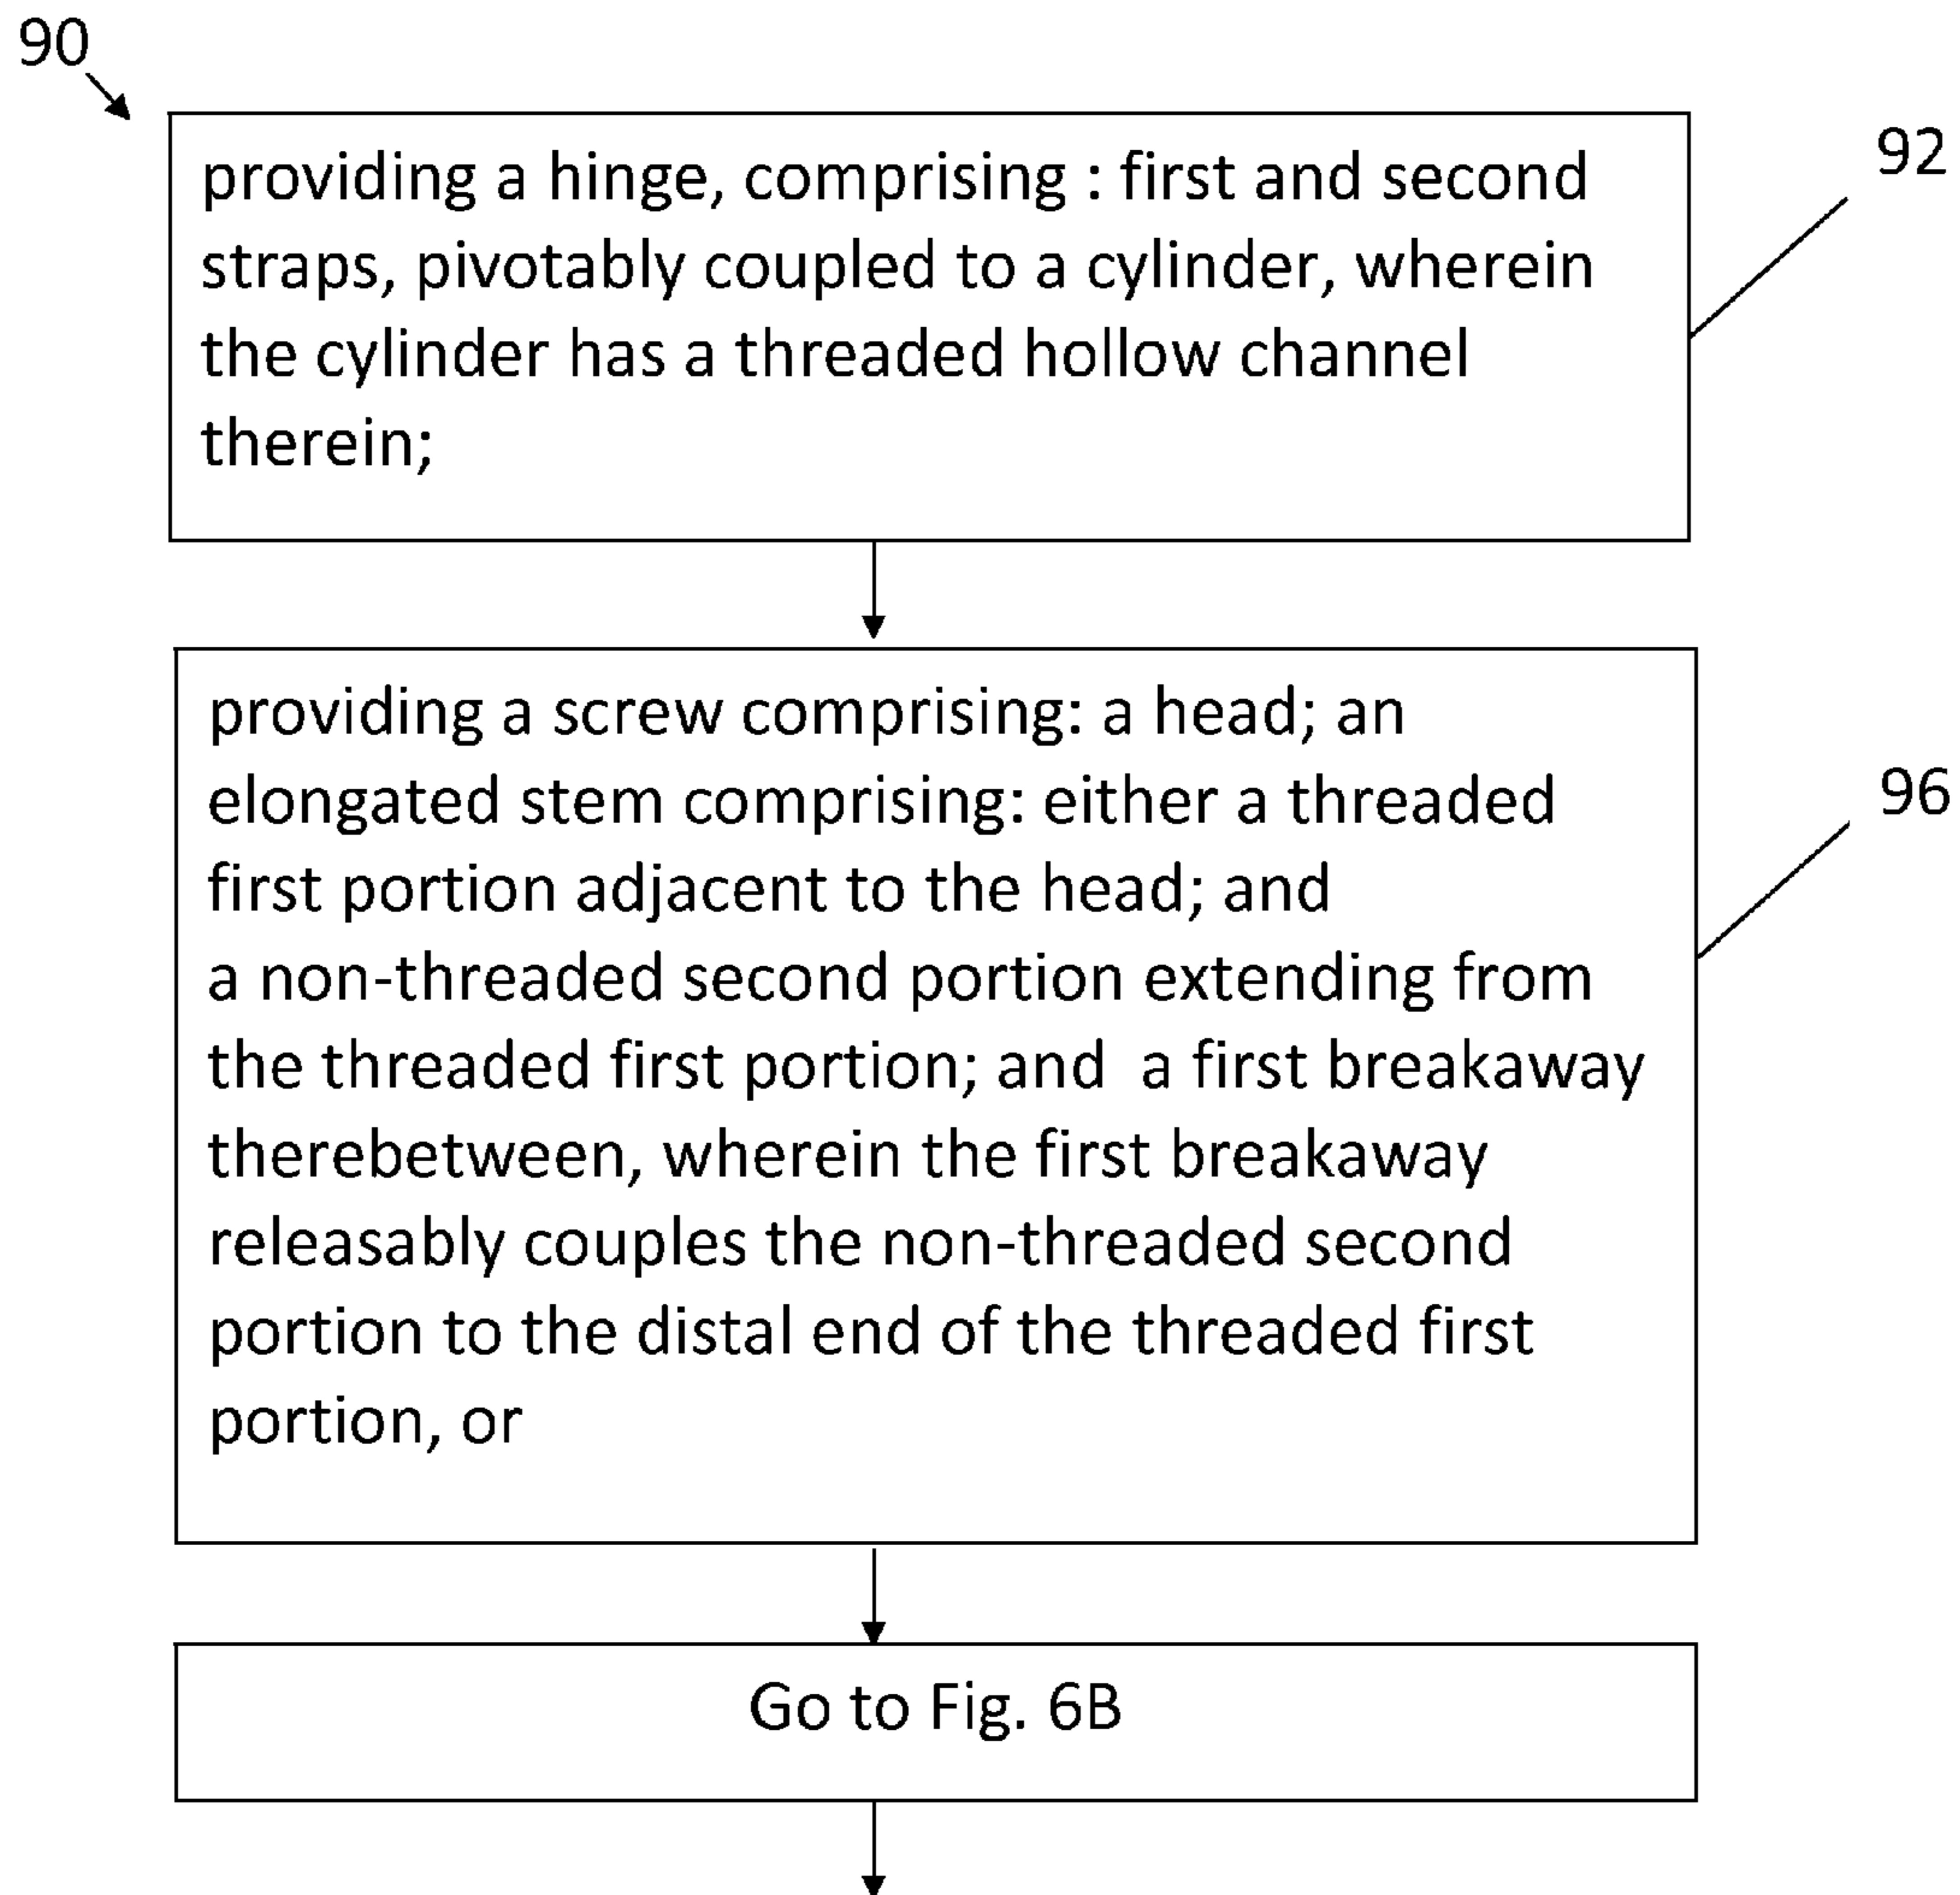 90
providing a hinge, comprising : first and second
92
straps, pivotably coupled to a cylinder, wherein
the cylinder has a threaded hollow channel
therein;
providing a screw comprising: a head; an
elongated stem comprising: either a threaded
96
first portion adjacent to the head; and
a non-threaded second portion extending from
the threaded first portion; and  a first breakaway
therebetween, wherein the first breakaway
releasably couples the non-threaded second
portion to the distal end of the threaded first
portion, or
Go to Fig. 6B